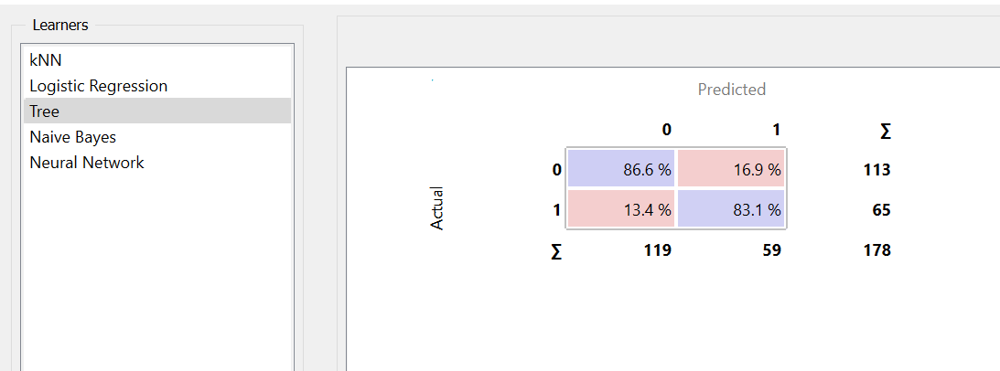 Learners
kNN
Logistic Regression
Tree
Naive Bayes
Neural Network
Predicted
0 1 ∑
0 86.6 % 16.9 % 113
Actual
1 13.4 % 83.1 % 65
∑ 119 59 178